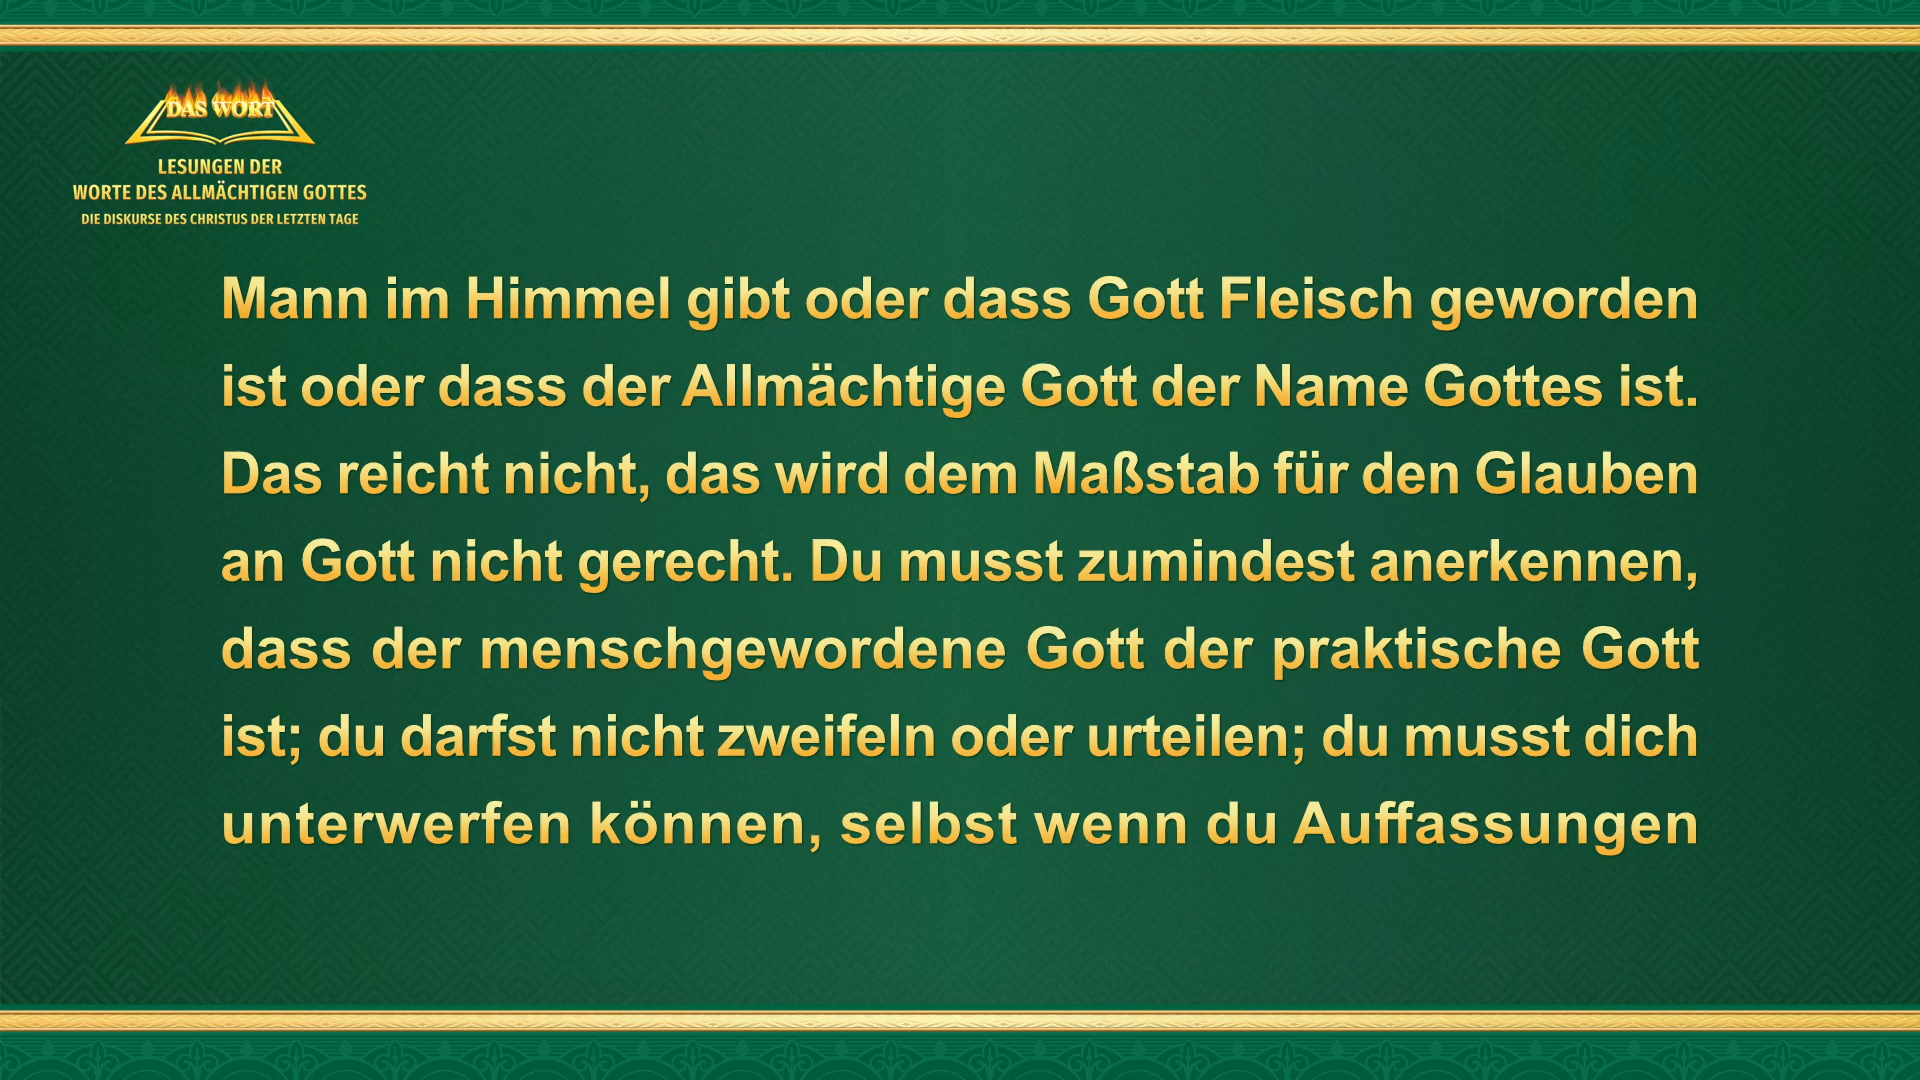 DAS WORT
LESUNGEN DER
WORTE DES ALLMÄCHTIGEN GOTTES
DIE DISKURSE DES CHRISTUS DER LETZTEN TAGE
Mann im Himmel gibt oder dass Gott Fleisch geworden
ist oder dass der Allmächtige Gott der Name Gottes ist.
Das reicht nicht, das wird dem Maßstab für den Glauben
an Gott nicht gerecht. Du musst zumindest anerkennen,
dass der menschgewordene Gott der praktische Gott
ist; du darfst nicht zweifeln oder urteilen; du musst dich
unterwerfen können, selbst wenn du Auffassungen